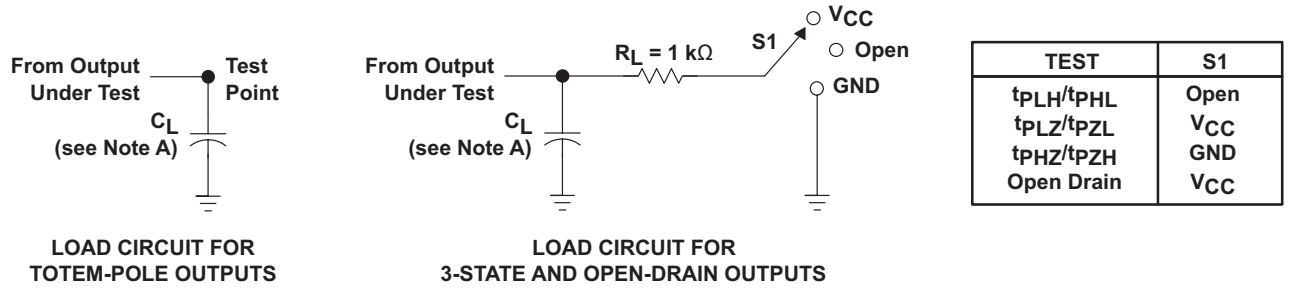 From Output
Under Test
Test
Point
CL
(see Note A)
LOAD CIRCUIT FOR
TOTEM-POLE OUTPUTS
From Output
Under Test
RL = 1 kΩ
S1
VCC
Open
GND
CL
(see Note A)
LOAD CIRCUIT FOR
3-STATE AND OPEN-DRAIN OUTPUTS
TEST S1
tPLH/tPHL Open
tPLZ/tPZL VCC
tPHZ/tPZH GND
Open Drain VCC